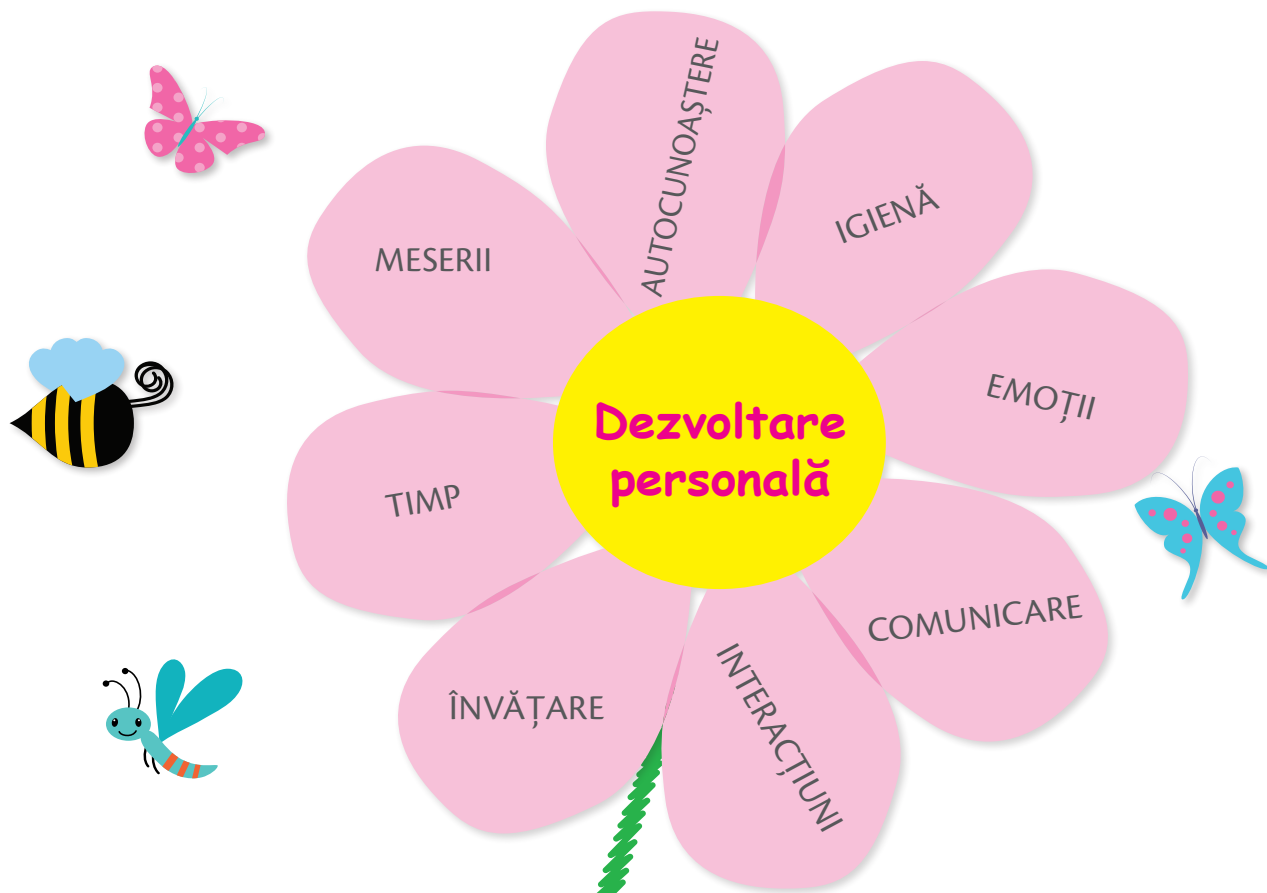 AUTOCUNOAȘTERE
IGIENĂ
MESERII
EMOȚII
Dezvoltare
personală
TIMP
COMUNICARE
ÎNVĂȚARE
INTERACȚIUNI